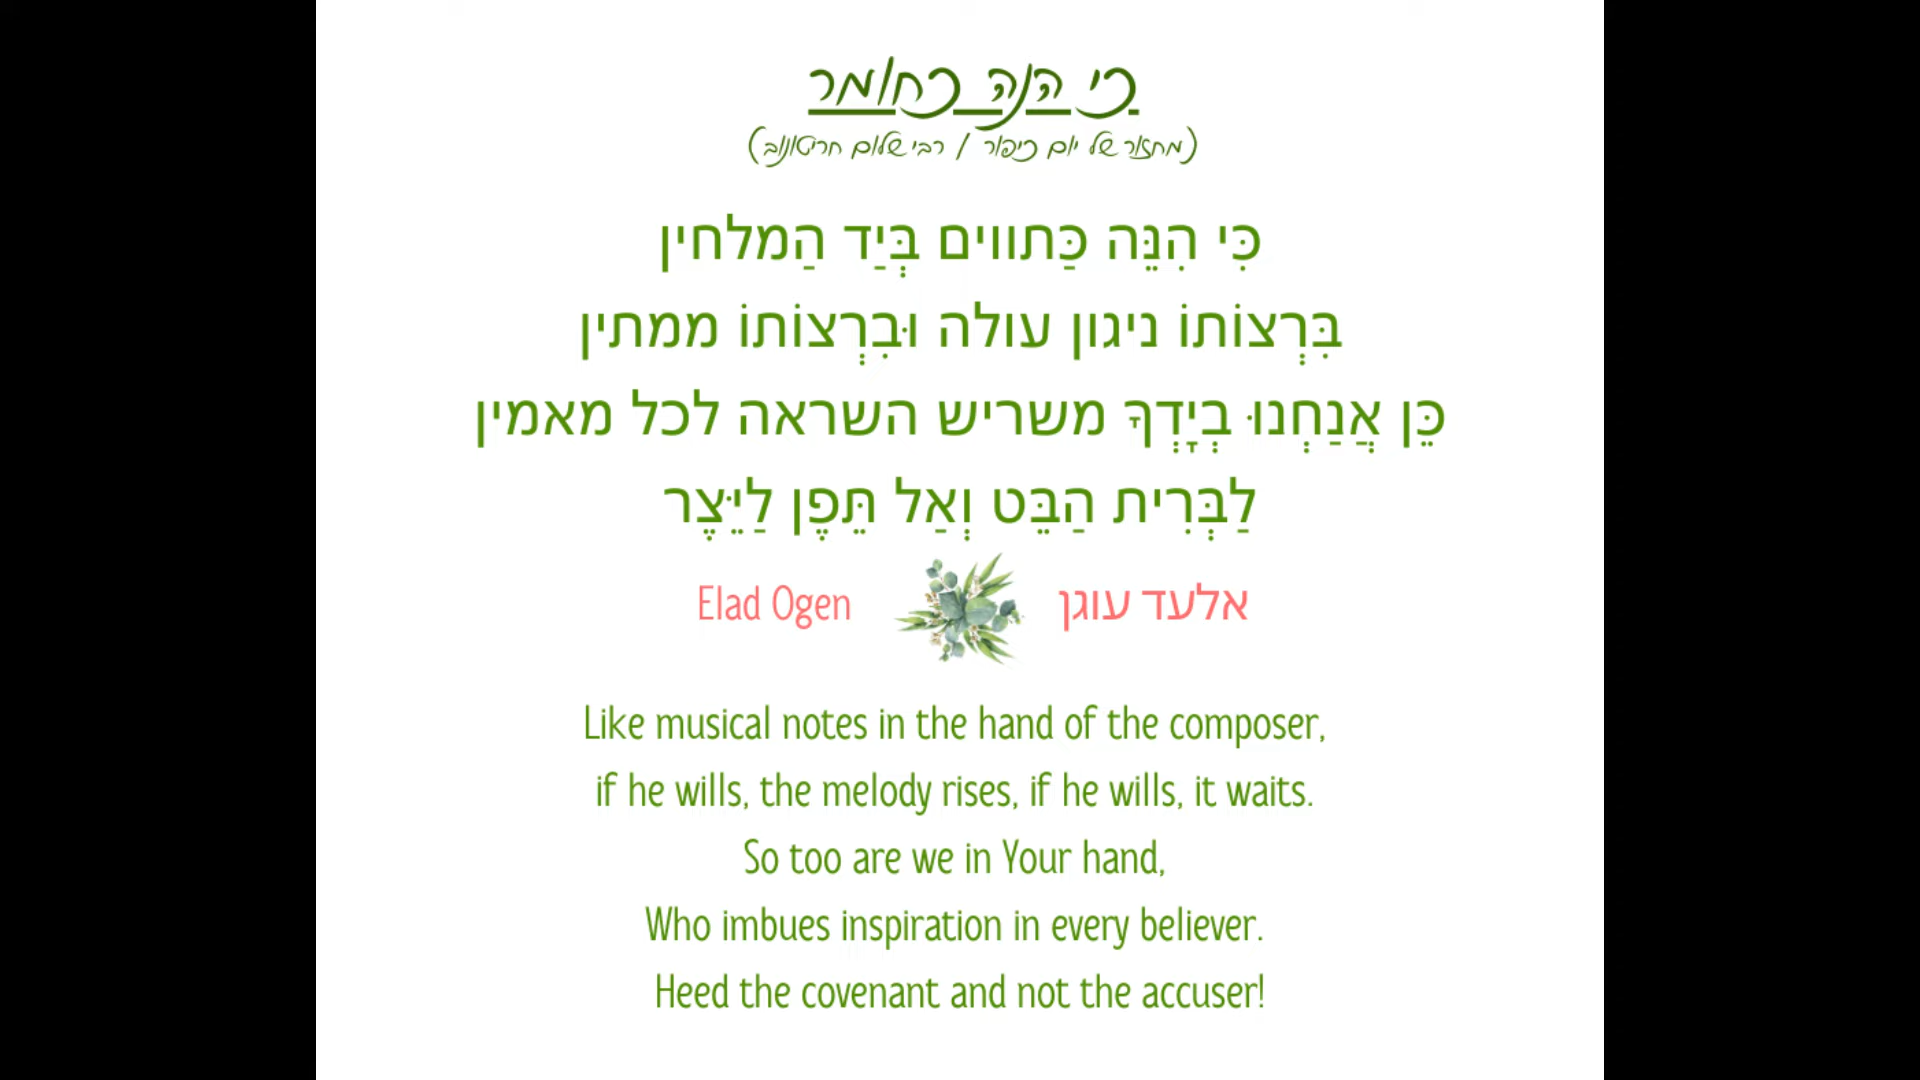 כי הנה כחומר
(מחזור של יום כיפור / רבי שלום חריטונוב)
כִּי הִנֵּה כַּתווים בְּיַד הַמלחין
בִּרְצוֹתוֹ ניגון עולה וּבִרְצוֹתוֹ ממתין
כֵּן אֲנַחְנוּ בְיָדְךָ משריש השראה לכל מאמין
לַבְּרִית הַבֵּט וְאַל תֵּפֶן לַיֵּצֶר
Elad Ogen אלעד עוגן
Like musical notes in the hand of the composer,
if he wills, the melody rises, if he wills, it waits.
So too are we in Your hand,
Who imbues inspiration in every believer.
Heed the covenant and not the accuser!